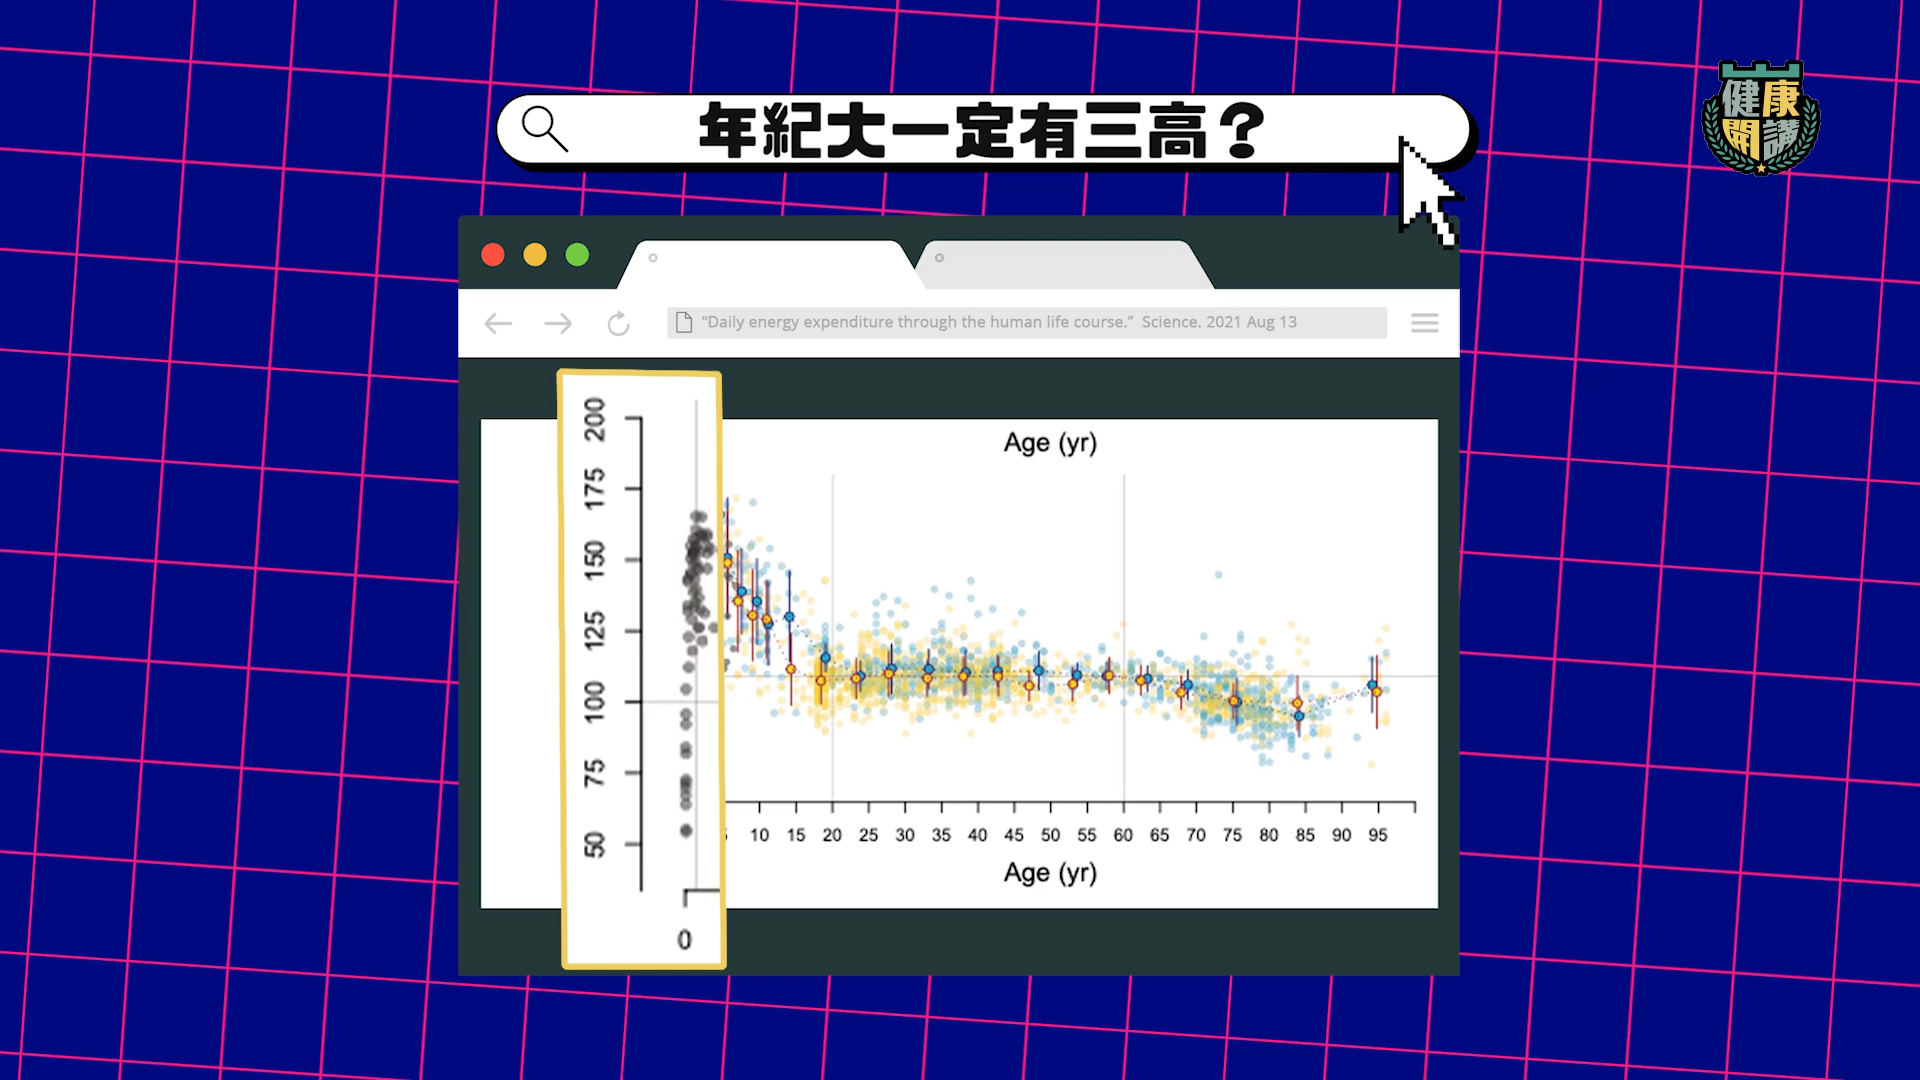 年紀大一定有三高？
健康
開講
“Daily energy expenditure through the human life course.” Science. 2021 Aug 13
Age (yr)
200
175
150
125
100
75
50
0
10 15 20 25 30 35 40 45 50 55 60 65 70 75 80 85 90 95
Age (yr)